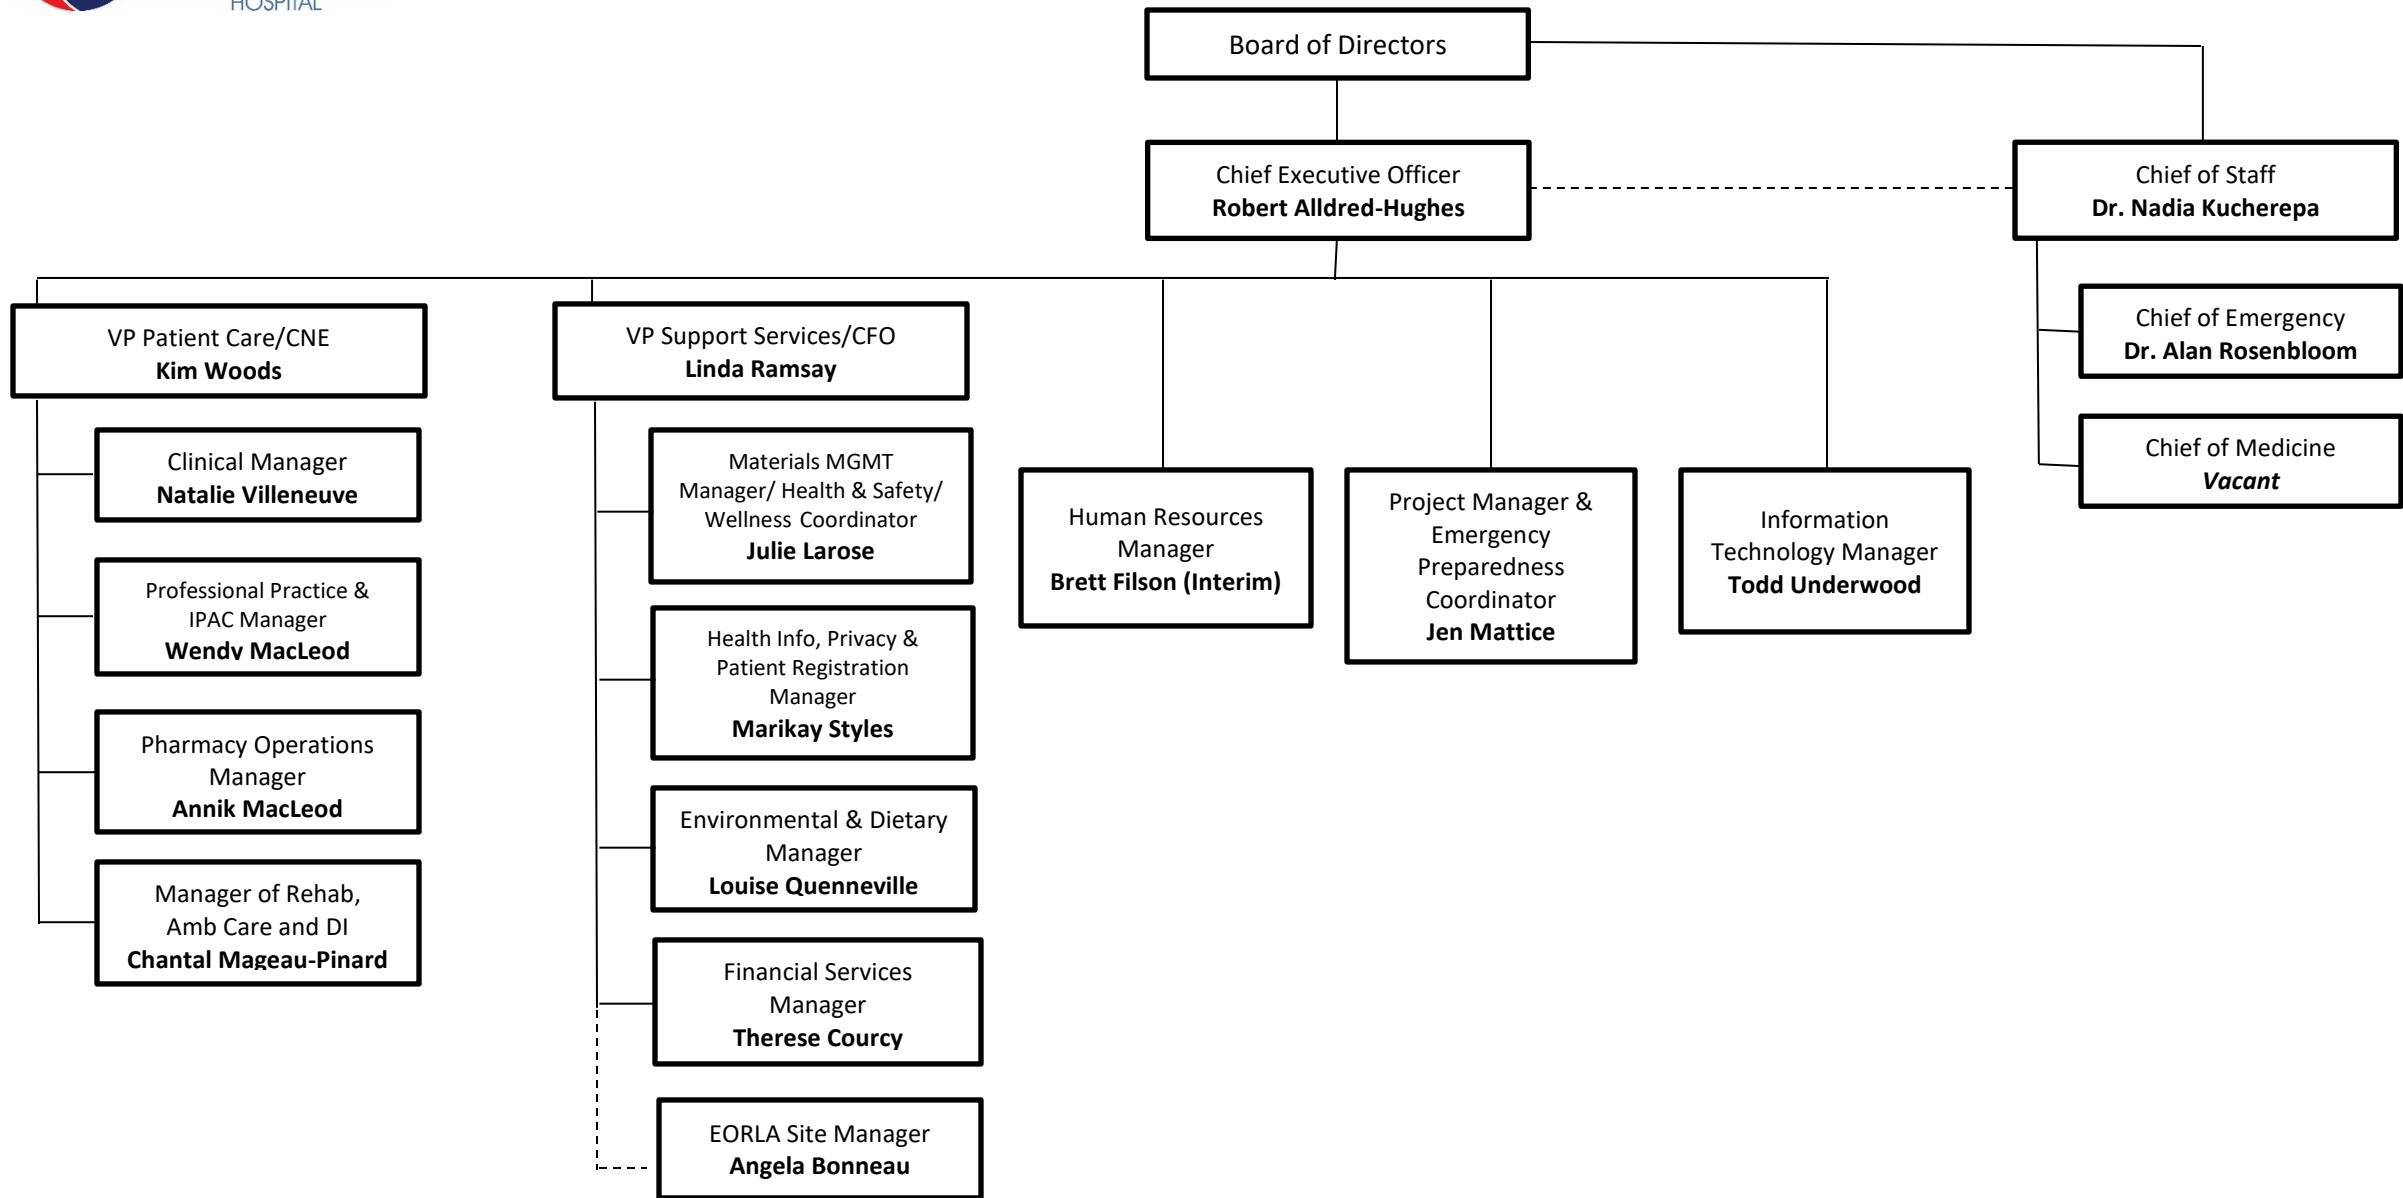 HOSPITAL
Board of Directors
Chief Executive Officer
Robert Alldred-Hughes
Chief of Staff
Dr. Nadia Kucherepa
VP Patient Care/CNE
Kim Woods
Clinical Manager
Natalie Villeneuve
Professional Practice &
IPAC Manager
Wendy MacLeod
Pharmacy Operations
Manager
Annik MacLeod
Manager of Rehab,
Amb Care and DI
Chantal Mageau-Pinard
VP Support Services/CFO
Linda Ramsay
Materials MGMT
Manager/ Health & Safety/
Wellness Coordinator
Julie Larose
Health Info, Privacy &
Patient Registration
Manager
Marikay Styles
Environmental & Dietary
Manager
Louise Quenneville
Financial Services
Manager
Therese Courcy
EORLA Site Manager
Angela Bonneau
Human Resources
Manager
Brett Filson (Interim)
Project Manager &
Emergency
Preparedness
Coordinator
Jen Mattice
Information
Technology Manager
Todd Underwood
Chief of Emergency
Dr. Alan Rosenbloom
Chief of Medicine
Vacant